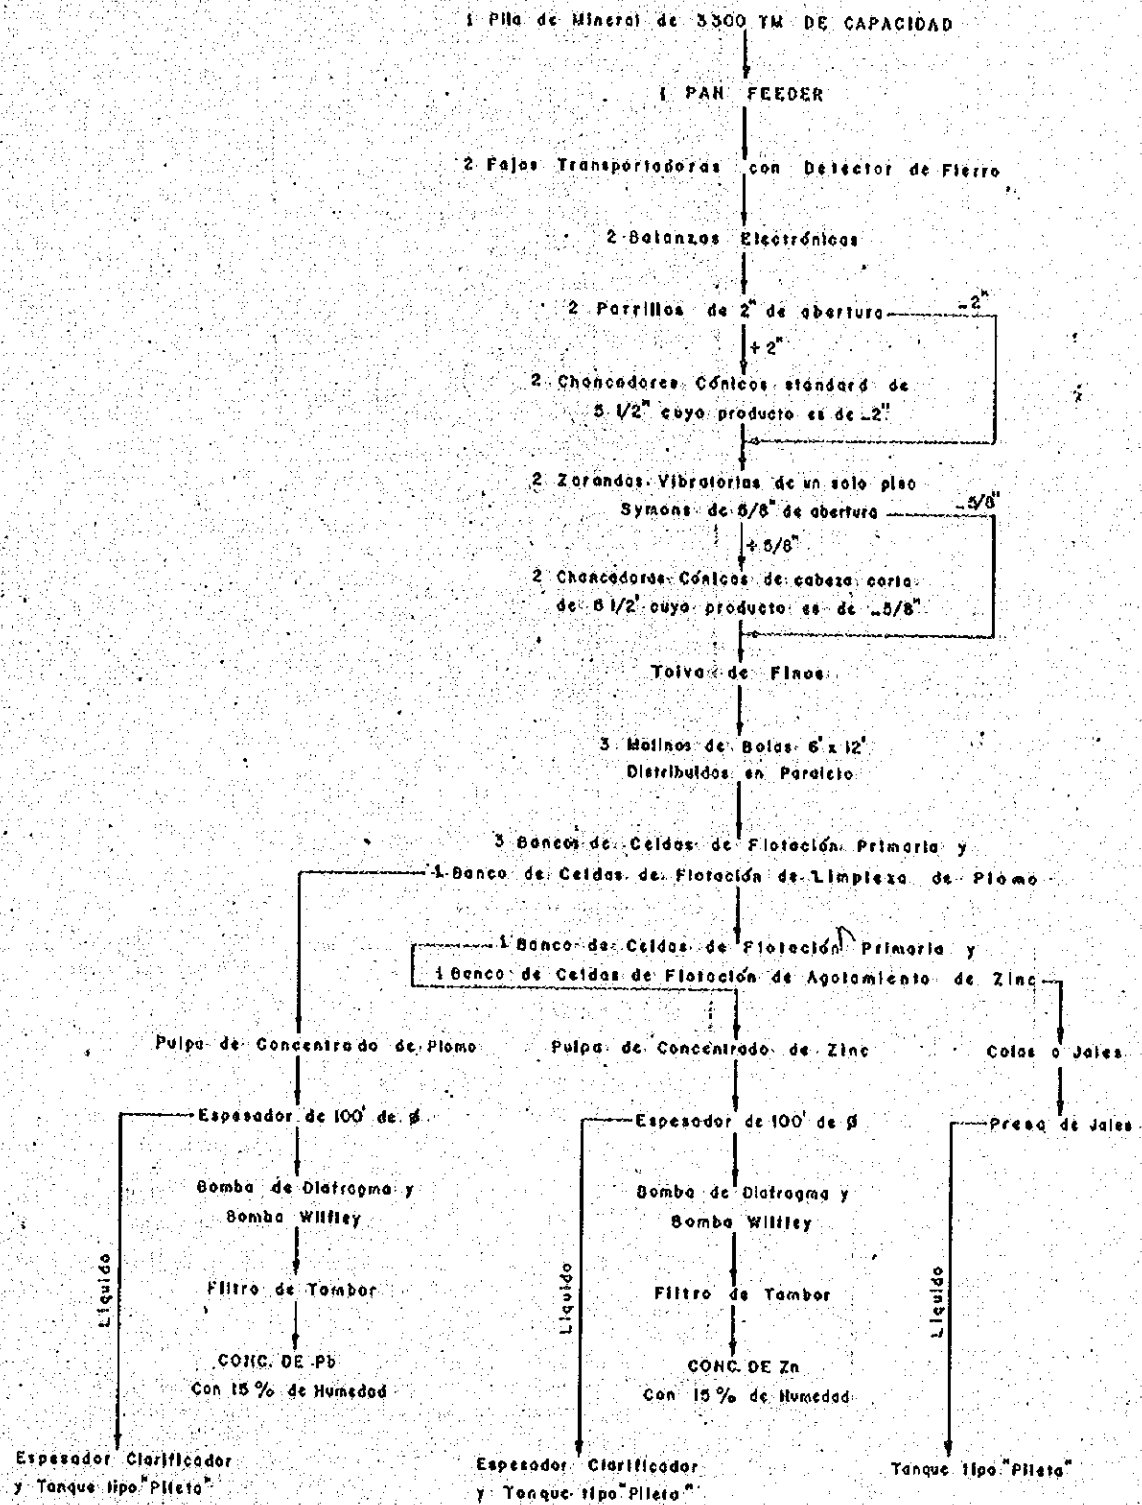 1 Pila de Mineral de 3300 TM DE CAPACIDAD
1 PAN FEEDER
2 Fajas Transportadoras con Detector de Fierro
2 Balanzas Electrónicas
2 Parrillas de 2" de abertura
-2"
+ 2"
2 Chancadoras Cónicas stándard de
5 1/2" cuyo producto es de -2"
2 Zarandas Vibratorias de un solo piso
Symons de 5/8" de abertura
-5/8"
+ 5/8"
2 Chancadoras Cónicas de cabeza corta
de 5 1/2' cuyo producto es de -5/8"
Tolva de Finos
3 Molinos de Bolas 6' x 12'
Distribuidos en Paralelo
3 Bancos de Celdas de Flotación Primaria y
1 Banco de Celdas de Flotación de Limpieza de Plomo
1 Banco de Celdas de Flotación Primaria y
1 Banco de Celdas de Flotación de Agotamiento de Zinc
Pulpa de Concentrado de Plomo
Pulpa de Concentrado de Zinc
Colas o Jales
Espesador de 100' de Ø
Espesador de 100' de Ø
Presa de Jales
Bomba de Diafragma y
Bomba Wilfley
Bomba de Diafragma y
Bomba Wilfley
Líquido
Líquido
Líquido
Filtro de Tambor
Filtro de Tambor
CONC. DE Pb
Con 15 % de Humedad
CONC. DE Zn
Con 15 % de Humedad
Espesador Clarificador
y Tanque tipo "Pileta"
Espesador Clarificador
y Tanque tipo "Pileta"
Tanque tipo "Pileta"